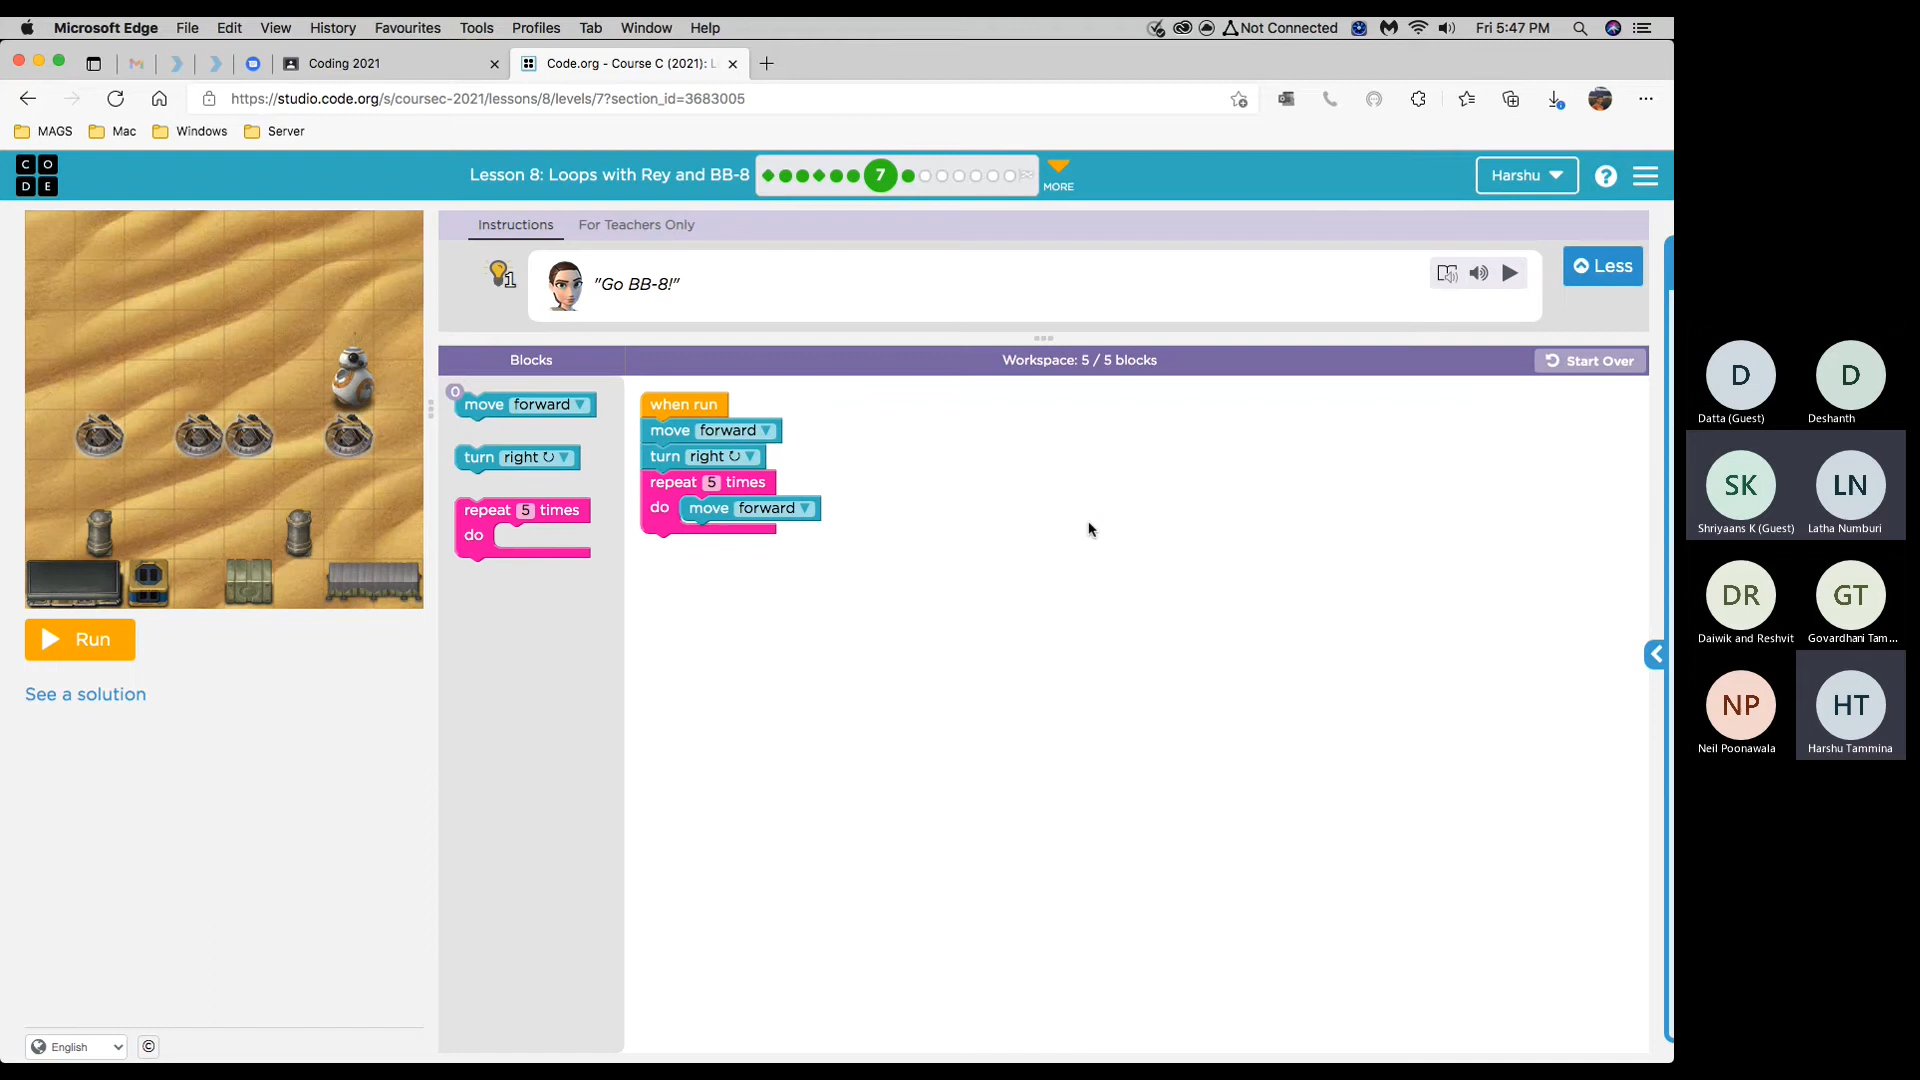 Microsoft Edge File Edit View History Favourites Tools Profiles Tab Window Help Not Connected Fri 5:47 PM
Coding 2021 Code.org - Course C (2021): L
https://studio.code.org/s/coursec-2021/lessons/8/levels/7?section_id=3683005
MAGS Mac Windows Server
C O
D E
Lesson 8: Loops with Rey and BB-8 7
MORE
Harshu ?
Instructions For Teachers Only
1
"Go BB-8!"
Less
Blocks Workspace: 5 / 5 blocks Start Over
0
move forward
turn right
repeat 5 times
do
when run
move forward
turn right
repeat 5 times
do move forward
Run
See a solution
English ©
D D
Datta (Guest) Deshanth
SK LN
Shriyaans K (Guest) Latha Numburi
DR GT
Daiwik and Reshvit Govardhani Tam...
NP HT
Neil Poonawala Harshu Tammina